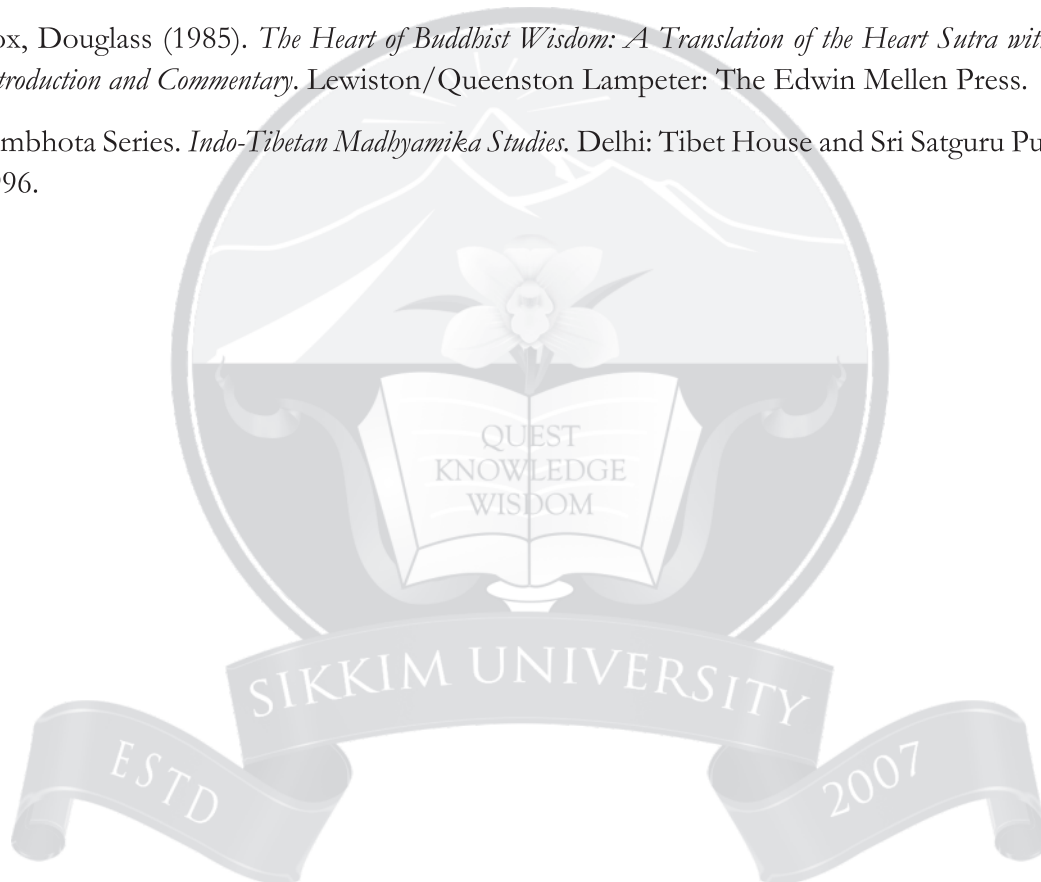 ox, Douglass (1985). The Heart of Buddhist Wisdom: A Translation of the Heart Sutra with
troduction and Commentary. Lewiston/Queenston Lampeter: The Edwin Mellen Press.
mbhota Series. Indo-Tibetan Madhyamika Studies. Delhi: Tibet House and Sri Satguru Pu
96.
QUEST
KNOWLEDGE
WISDOM
SIKKIM UNIVERSITY
ESTD
2007